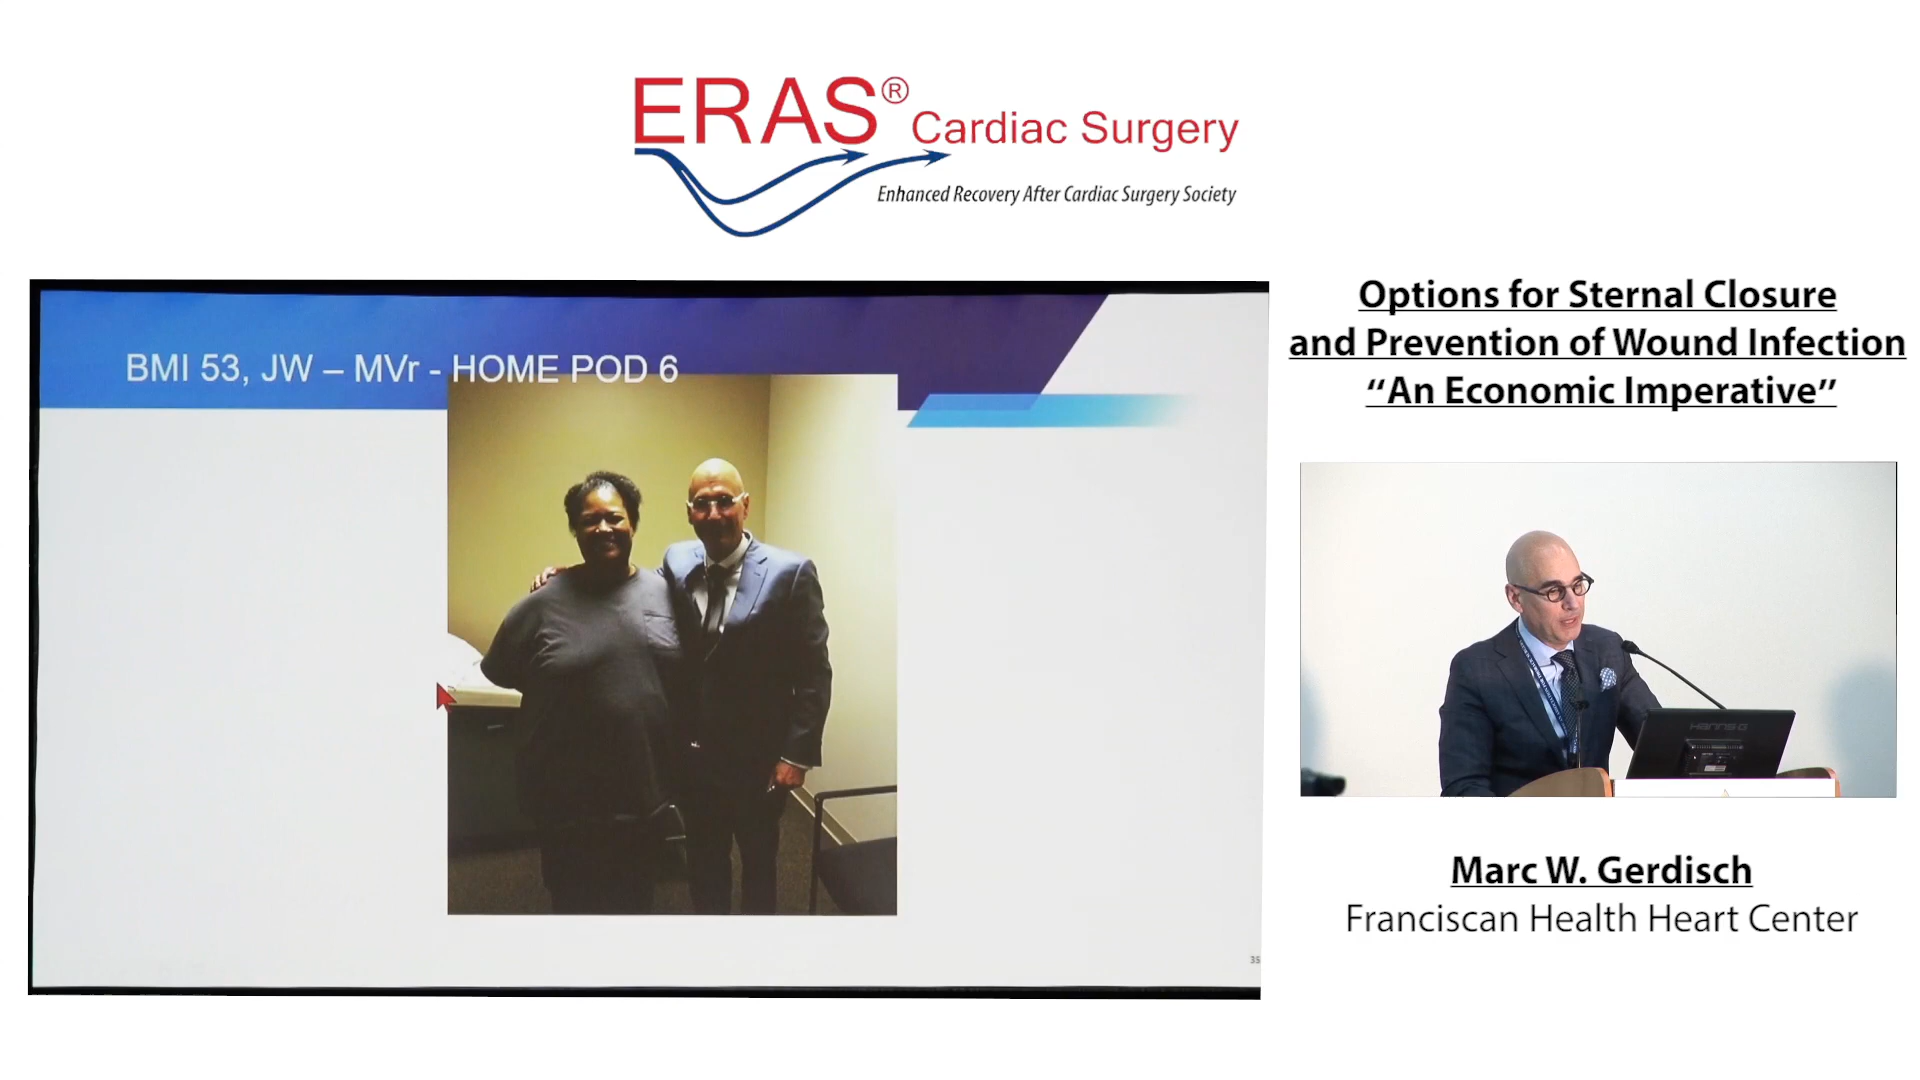 ERAS® Cardiac Surgery
Enhanced Recovery After Cardiac Surgery Society
BMI 53, JW – MVr - HOME POD 6
35
Options for Sternal Closure
and Prevention of Wound Infection
“An Economic Imperative”
Marc W. Gerdisch
Franciscan Health Heart Center